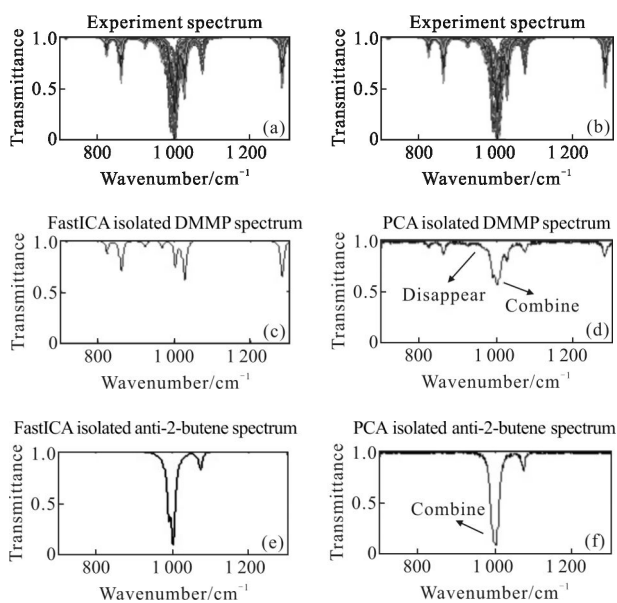 Experiment spectrum
1.0
0.5
0
Transmittance
(a)
800 1 000 1 200
Wavenumber/cm⁻¹
Experiment spectrum
1.0
0.5
0
Transmittance
(b)
800 1 000 1 200
Wavenumber/cm⁻¹
FastICA isolated DMMP spectrum
1.0
0.5
0
Transmittance
(c)
800 1 000 1 200
Wavenumber/cm⁻¹
PCA isolated DMMP spectrum
1.0
0.5
0
Transmittance
Disappear
Combine
(d)
800 1 000 1 200
Wavenumber/cm⁻¹
FastICA isolated anti-2-butene spectrum
1.0
0.5
0
Transmittance
(e)
800 1 000 1 200
Wavenumber/cm⁻¹
PCA isolated anti-2-butene spectrum
1.0
0.5
0
Transmittance
Combine
(f)
800 1 000 1 200
Wavenumber/cm⁻¹